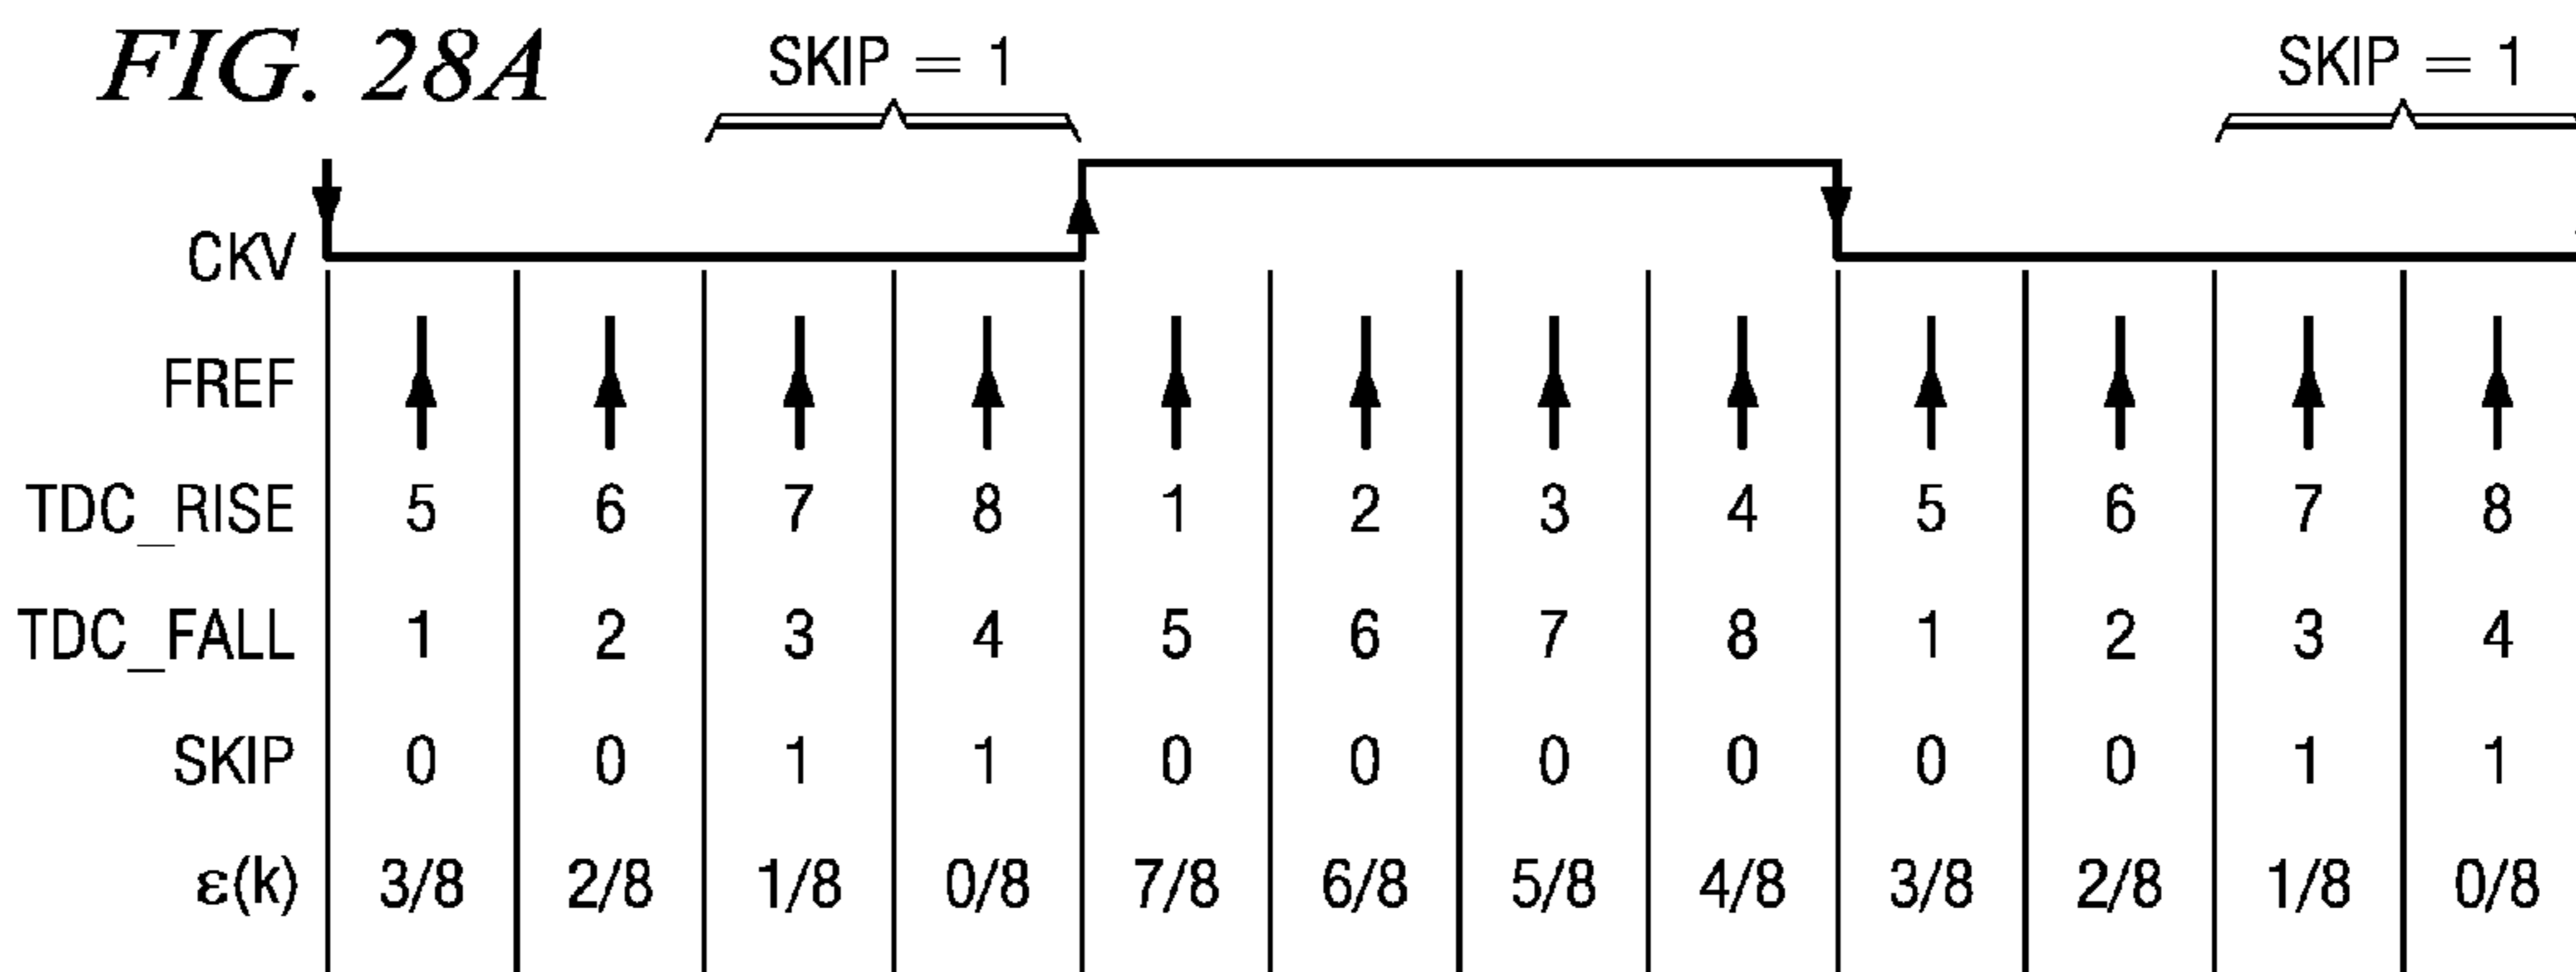 FIG. 28A
SKIP = 1 SKIP = 1
CKV
FREF
TDC_RISE 5 6 7 8 1 2 3 4 5 6 7 8
TDC_FALL 1 2 3 4 5 6 7 8 1 2 3 4
SKIP 0 0 1 1 0 0 0 0 0 0 1 1
ε(k) 3/8 2/8 1/8 0/8 7/8 6/8 5/8 4/8 3/8 2/8 1/8 0/8